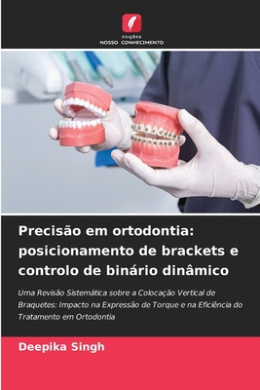 edições
NOSSO CONHECIMENTO
Precisão em ortodontia:
posicionamento de brackets e
controlo de binário dinâmico
Uma Revisão Sistemática sobre a Colocação Vertical de
Braquetes: Impacto na Expressão de Torque e na Eficiência do
Tratamento em Ortodontia
Deepika Singh